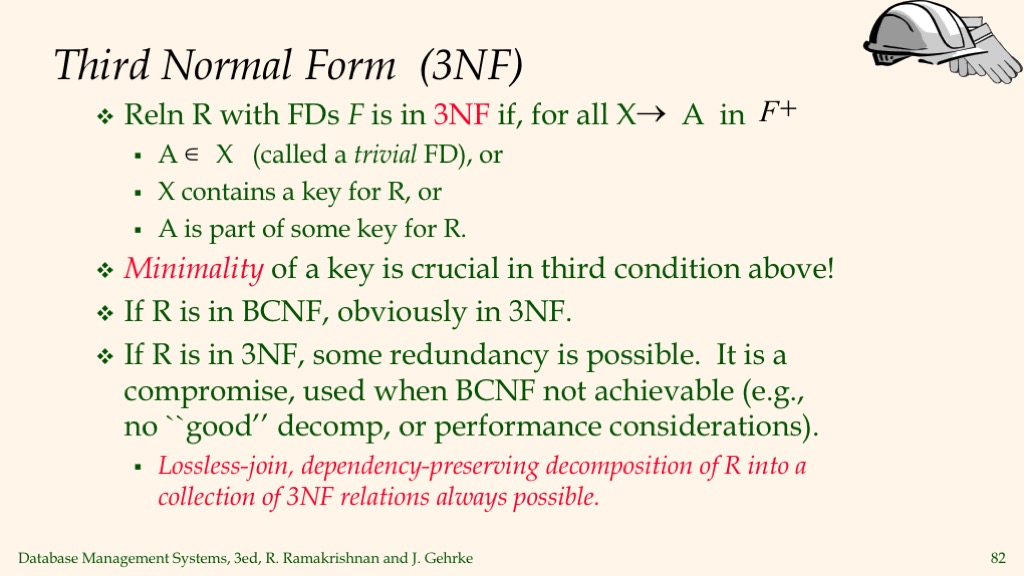 Third Normal Form (3NF)
❖ Reln R with FDs F is in 3NF if, for all X→ A in F+
▪ A ∈ X (called a trivial FD), or
▪ X contains a key for R, or
▪ A is part of some key for R.
❖ Minimality of a key is crucial in third condition above!
❖ If R is in BCNF, obviously in 3NF.
❖ If R is in 3NF, some redundancy is possible. It is a
compromise, used when BCNF not achievable (e.g.,
no ``good’’ decomp, or performance considerations).
▪ Lossless-join, dependency-preserving decomposition of R into a
collection of 3NF relations always possible.
Database Management Systems, 3ed, R. Ramakrishnan and J. Gehrke
82